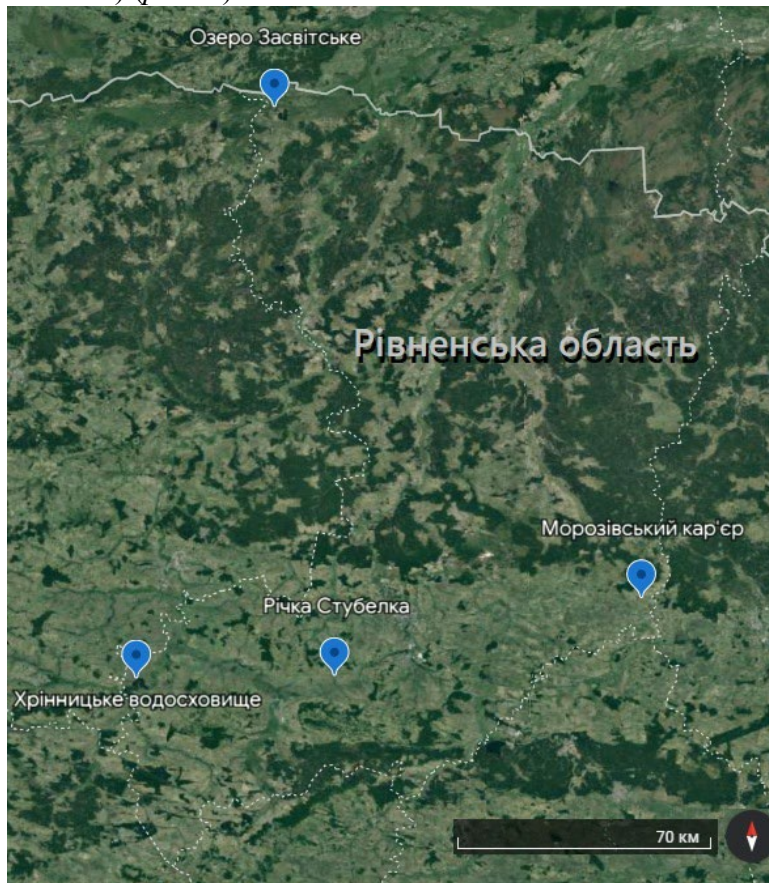 Озеро Засвітське
Рівненська область
Морозівський кар'єр
Річка Стубелка
Хрінницьке водосховище
70 км